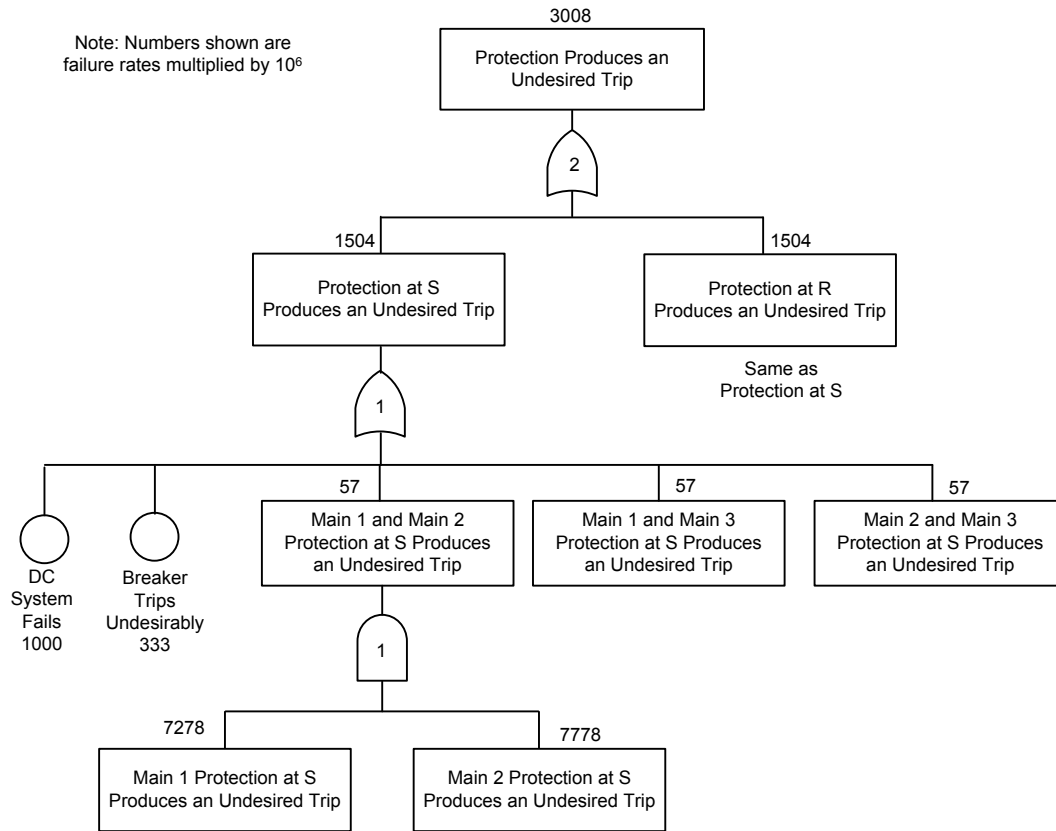 3008
Note: Numbers shown are
failure rates multiplied by 10⁶
Protection Produces an
Undesired Trip
2
1504
1504
Protection at S
Produces an Undesired Trip
Protection at R
Produces an Undesired Trip
Same as
Protection at S
1
57
57
57
Main 1 and Main 2
Protection at S Produces
an Undesired Trip
Main 1 and Main 3
Protection at S Produces
an Undesired Trip
Main 2 and Main 3
Protection at S Produces
an Undesired Trip
DC
System
Fails
1000
Breaker
Trips
Undesirably
333
1
7278
7778
Main 1 Protection at S
Produces an Undesired Trip
Main 2 Protection at S
Produces an Undesired Trip